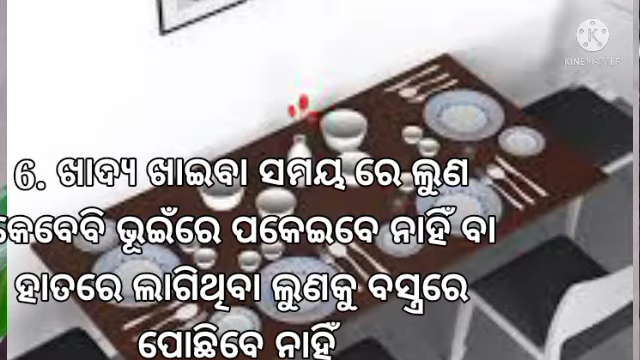 KINEMASTER
6. ଖାଦ୍ୟ ଖାଇବା ସମୟ ରେ ଲୁଣ
କେବେବି ଭୂଇଁରେ ପକେଇବେ ନାହିଁ ବା
ହାତରେ ଲାଗିଥିବା ଲୁଣକୁ ବସ୍ତ୍ରରେ
ପୋଛିବେ ନାହିଁ